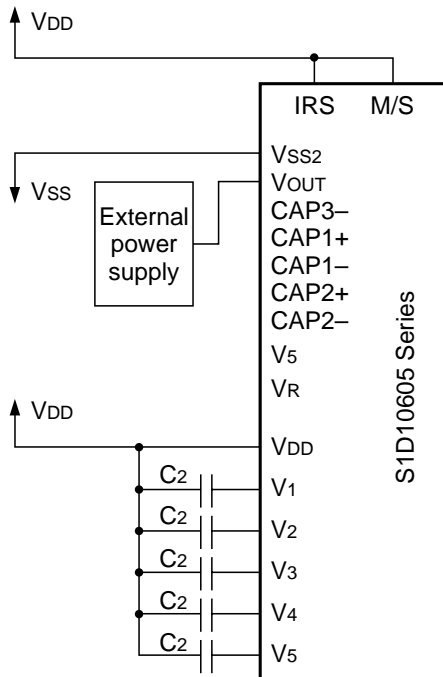 VDD
IRS M/S
VSS2
VSS
VOUT
External
power
supply
CAP3–
CAP1+
CAP1–
CAP2+
CAP2–
V5
VR
S1D10605 Series
VDD
VDD
C2 V1
C2 V2
C2 V3
C2 V4
C2 V5